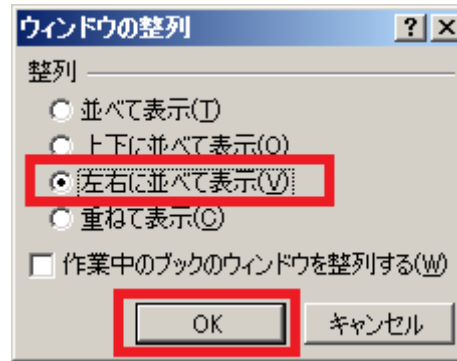 ウィンドウの整列
整列
並べて表示(T)
上下に並べて表示(O)
左右に並べて表示(V)
重ねて表示(C)
作業中のブックのウィンドウを整列する(W)
OK キャンセル